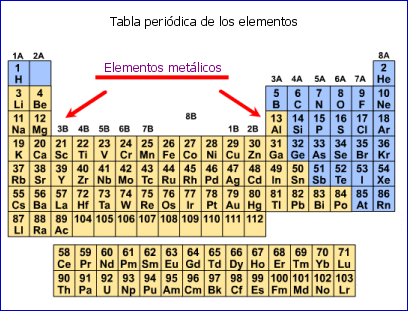 Tabla periódica de los elementos
1A 2A 8A
Elementos metálicos
1 2
H He
3A 4A 5A 6A 7A
3 4 5 6 7 8 9 10
Li Be B C N O F Ne
11 12 13 14 15 16 17 18
Na Mg Al Si P S Cl Ar
3B 4B 5B 6B 7B 8B 1B 2B
19 20 21 22 23 24 25 26 27 28 29 30 31 32 33 34 35 36
K Ca Sc Ti V Cr Mn Fe Co Ni Cu Zn Ga Ge As Se Br Kr
37 38 39 40 41 42 43 44 45 46 47 48 49 50 51 52 53 54
Rb Sr Y Zr Nb Mo Tc Ru Rh Pd Ag Cd In Sn Sb Te I Xe
55 56 57 72 73 74 75 76 77 78 79 80 81 82 83 84 85 86
Cs Ba La Hf Ta W Re Os Ir Pt Au Hg Tl Pb Bi Po At Rn
87 88 89 104 105 106 107 108 109 110 111 112
Ll Ra Ac
58 59 60 61 62 63 64 65 66 67 68 69 70 71
Ce Pr Nd Pm Sm Eu Gd Tb Dy Ho Er Tm Yb Lu
90 91 92 93 94 95 96 97 98 99 100 101 102 103
Th Pa U Np Pu Am Cm Bk Cf Es Fm Md No Lr